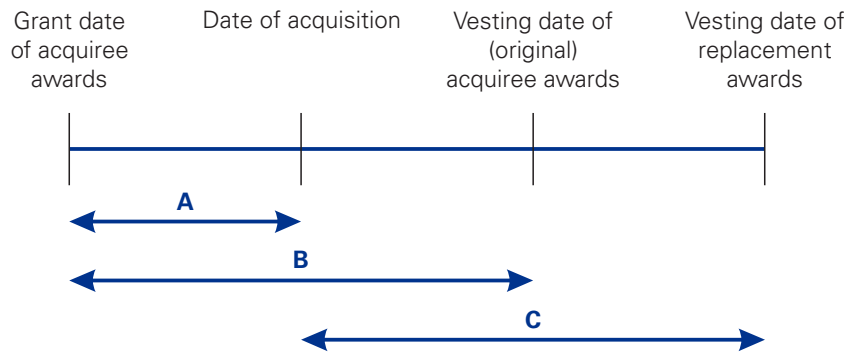 Grant date
of acquiree
awards
Date of acquisition
Vesting date of
(original)
acquiree awards
Vesting date of
replacement
awards
A
B
C